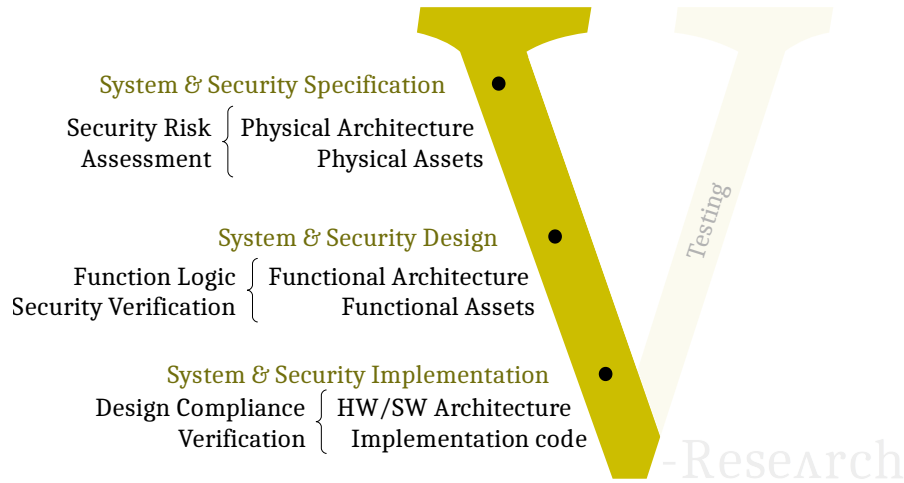 System & Security Specification
Security Risk
Assessment
Physical Architecture
Physical Assets
Testing
System & Security Design
Function Logic
Security Verification
Functional Architecture
Functional Assets
System & Security Implementation
Design Compliance
Verification
HW/SW Architecture
Implementation code
-Reseʌrch